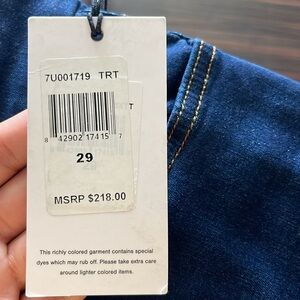 7U001719 TRT
T
8 42902 17415 7
29
MSRP $218.00
This richly colored garment contains special
dyes which may rub off. Please take extra care
around lighter colored items.